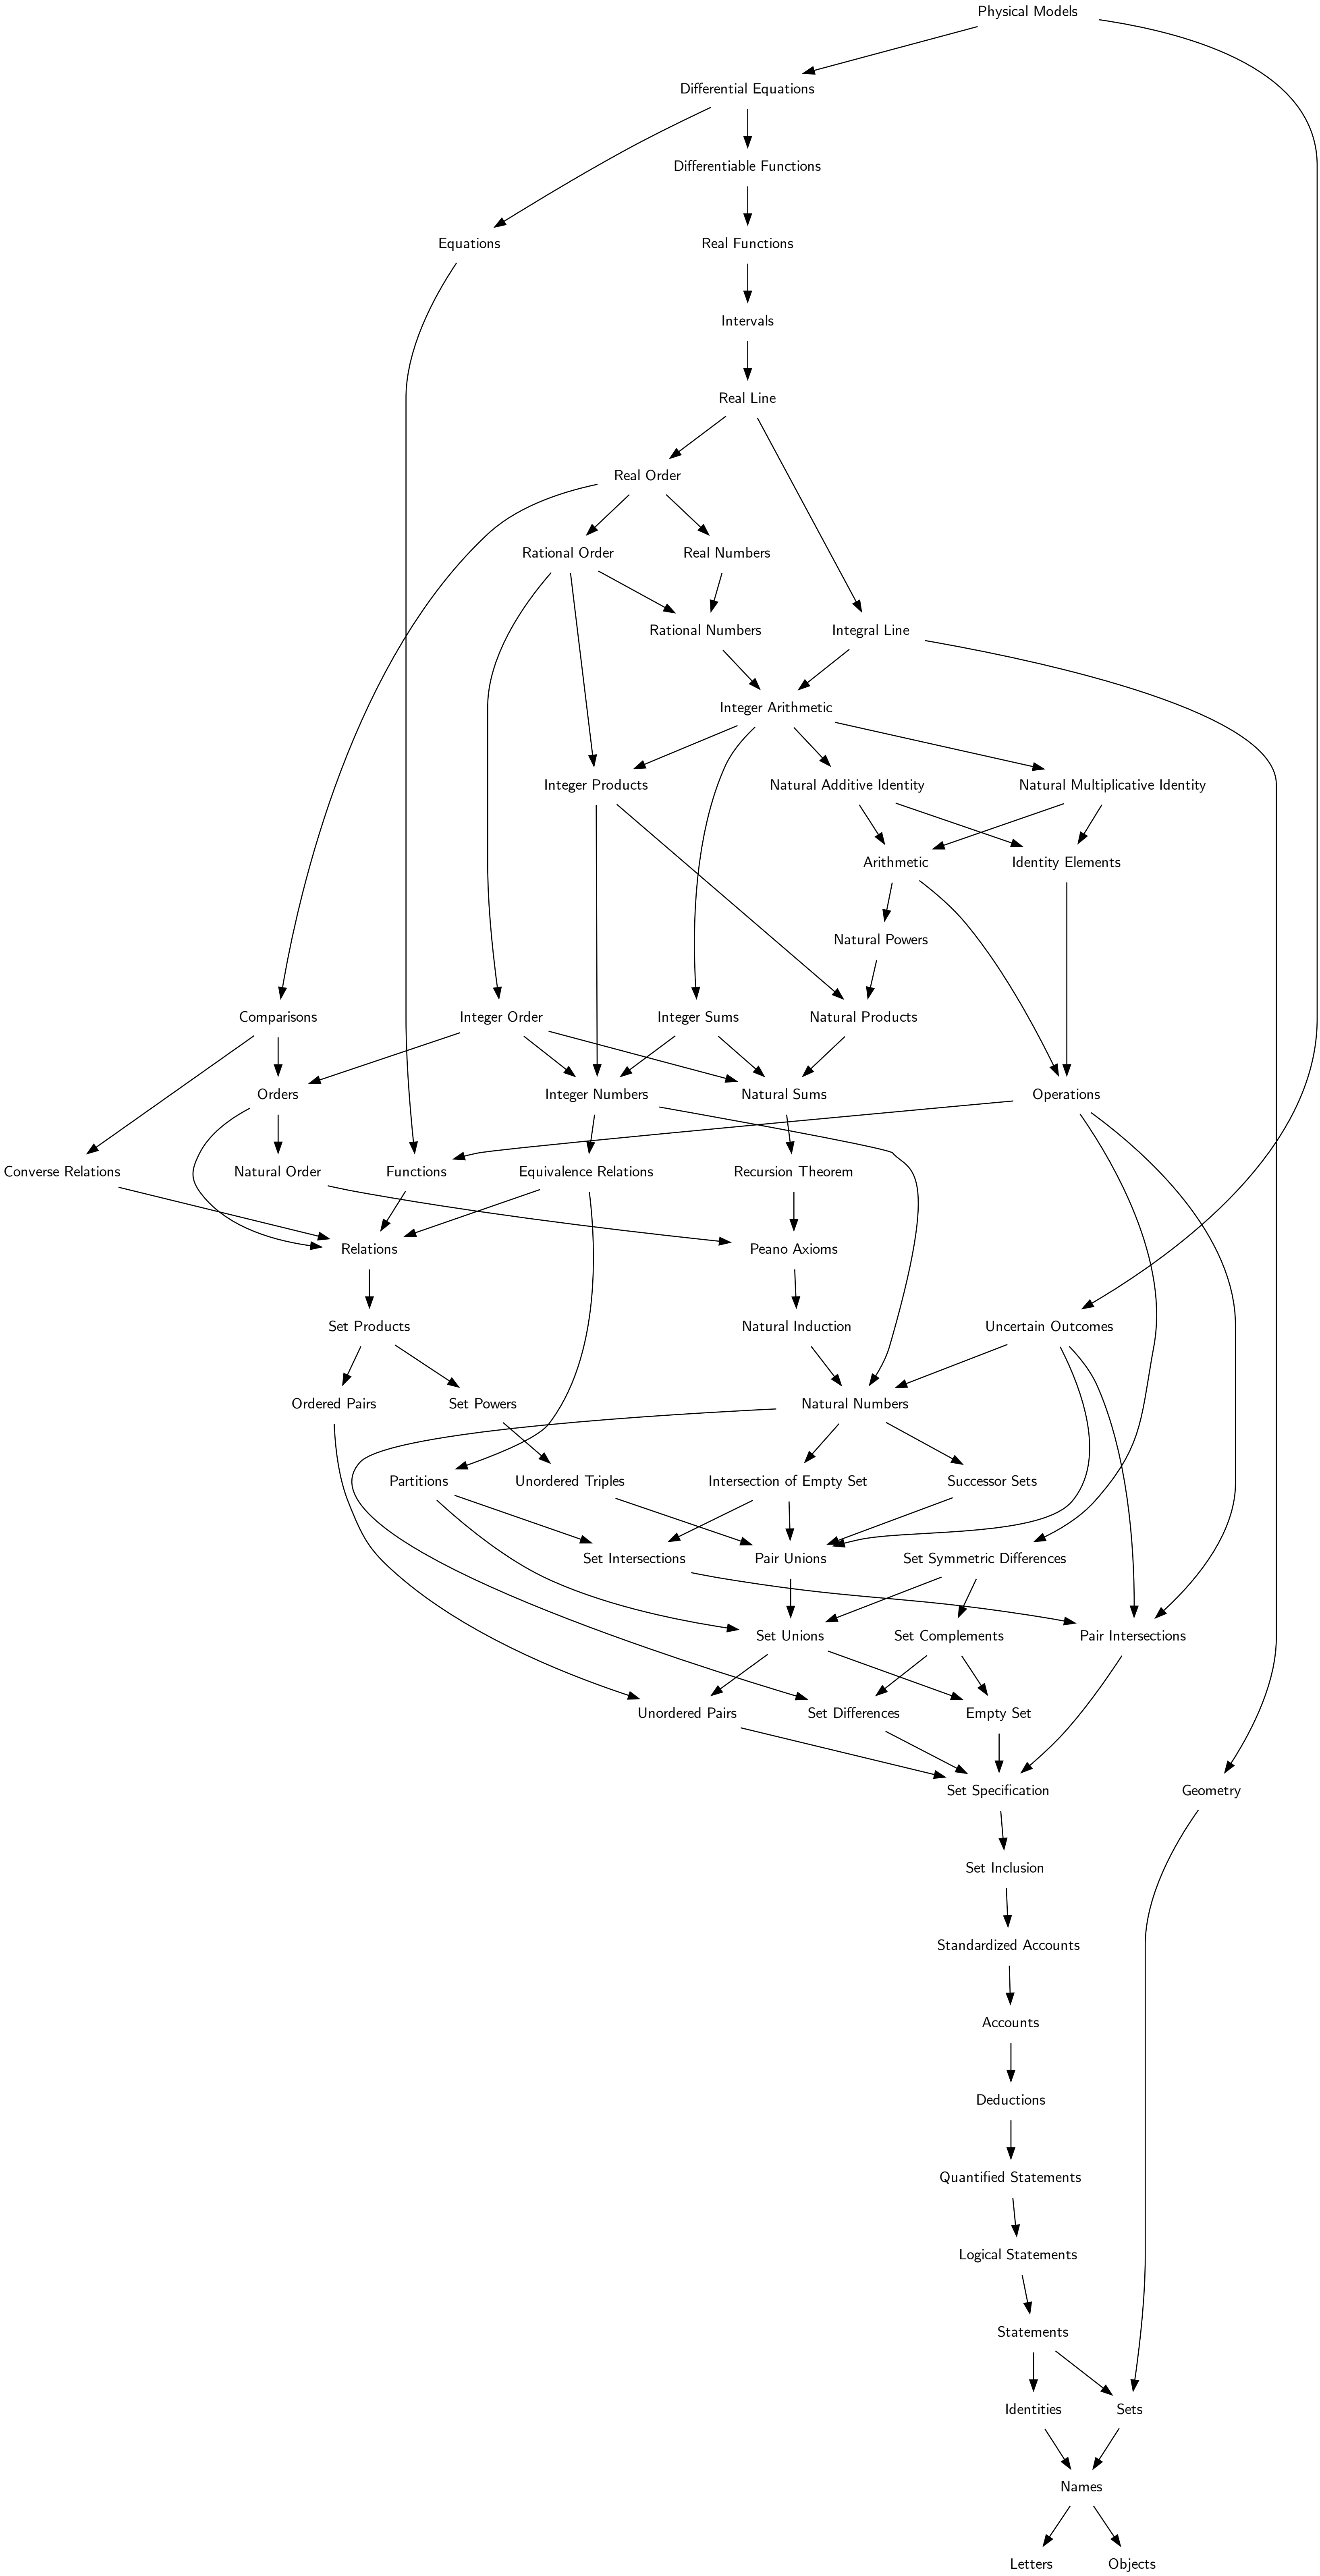 Physical Models
Differential Equations
Differentiable Functions
Equations
Real Functions
Intervals
Real Line
Real Order
Rational Order
Real Numbers
Rational Numbers
Integral Line
Integer Arithmetic
Integer Products
Natural Additive Identity
Natural Multiplicative Identity
Arithmetic
Identity Elements
Natural Powers
Comparisons
Integer Order
Integer Sums
Natural Products
Orders
Integer Numbers
Natural Sums
Operations
Converse Relations
Natural Order
Functions
Equivalence Relations
Recursion Theorem
Relations
Peano Axioms
Set Products
Natural Induction
Uncertain Outcomes
Ordered Pairs
Set Powers
Natural Numbers
Partitions
Unordered Triples
Intersection of Empty Set
Successor Sets
Set Intersections
Pair Unions
Set Symmetric Differences
Set Unions
Set Complements
Pair Intersections
Unordered Pairs
Set Differences
Empty Set
Set Specification
Geometry
Set Inclusion
Standardized Accounts
Accounts
Deductions
Quantified Statements
Logical Statements
Statements
Identities
Sets
Names
Letters
Objects